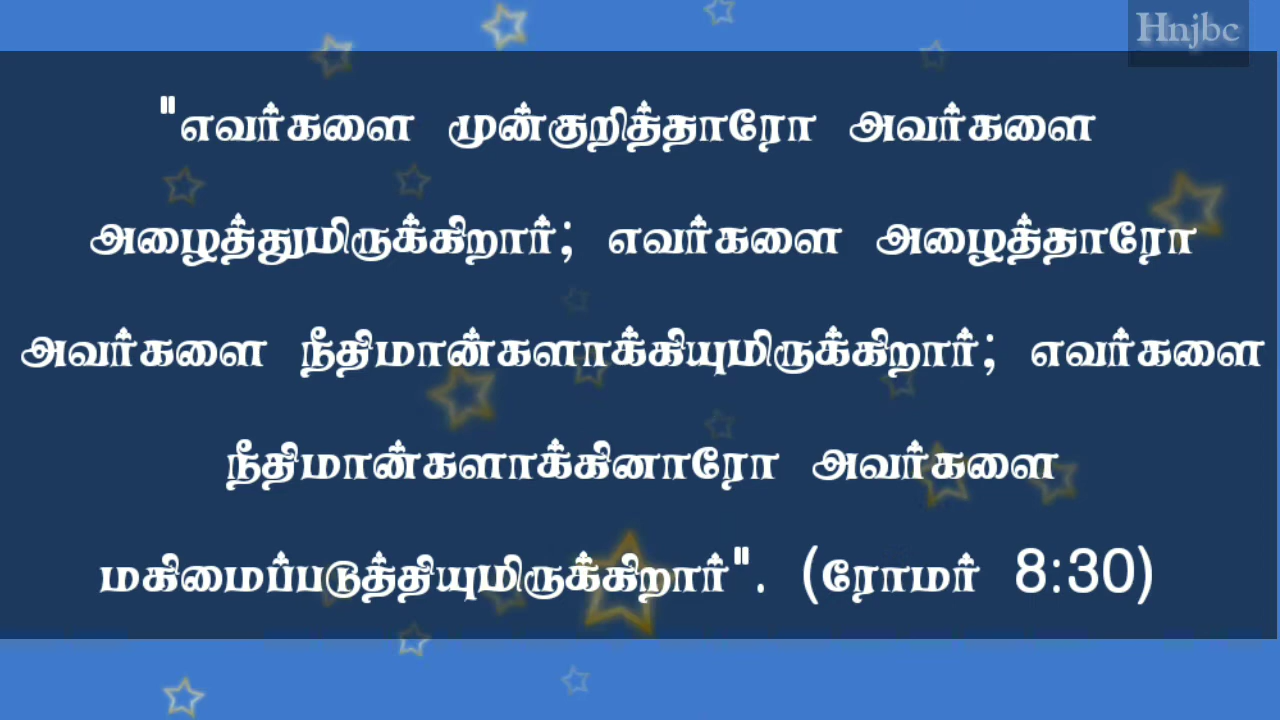 Hnjbc
"எவர்களை முன்குறித்தாரோ அவர்களை
அழைத்துமிருக்கிறார்; எவர்களை அழைத்தாரோ
அவர்களை நீதிமான்களாக்கியுமிருக்கிறார்; எவர்களை
நீதிமான்களாக்கினாரோ அவர்களை
மகிமைப்படுத்தியுமிருக்கிறார்". (ரோமர் 8:30)